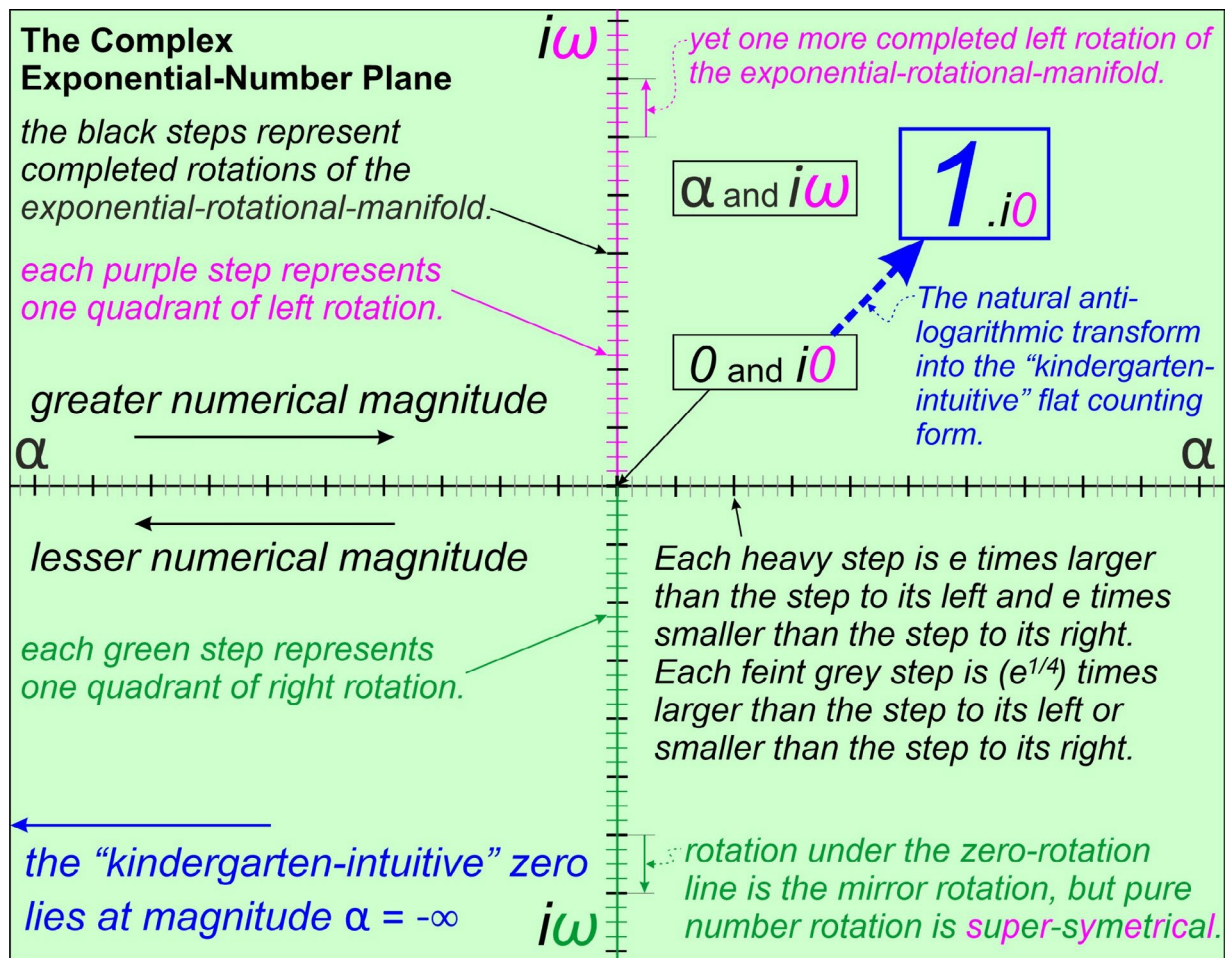 The Complex
Exponential-Number Plane
the black steps represent
completed rotations of the
exponential-rotational-manifold.
each purple step represents
one quadrant of left rotation.
greater numerical magnitude
α
iω
yet one more completed left rotation of
the exponential-rotational-manifold.
α and iω
1.i0
0 and i0
The natural anti-
logarithmic transform
into the “kindergarten-
intuitive” flat counting
form.
α
lesser numerical magnitude
each green step represents
one quadrant of right rotation.
the “kindergarten-intuitive” zero
lies at magnitude α = -∞
Each heavy step is e times larger
than the step to its left and e times
smaller than the step to its right.
Each feint grey step is (e^1/4) times
larger than the step to its left or
smaller than the step to its right.
rotation under the zero-rotation
line is the mirror rotation, but pure
number rotation is super-symetrical.
iω